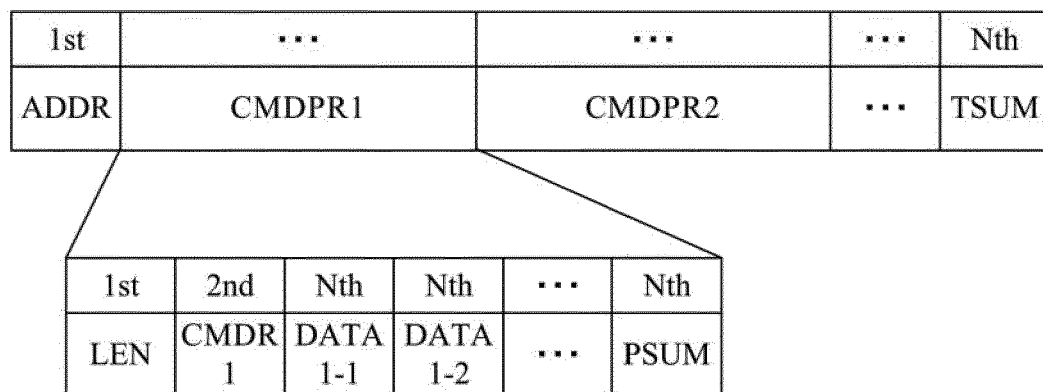 1st ... ... ... Nth
ADDR CMDPR1 CMDPR2 ... TSUM
1st 2nd Nth Nth ... Nth
LEN CMDR 1 DATA 1-1 DATA 1-2 ... PSUM